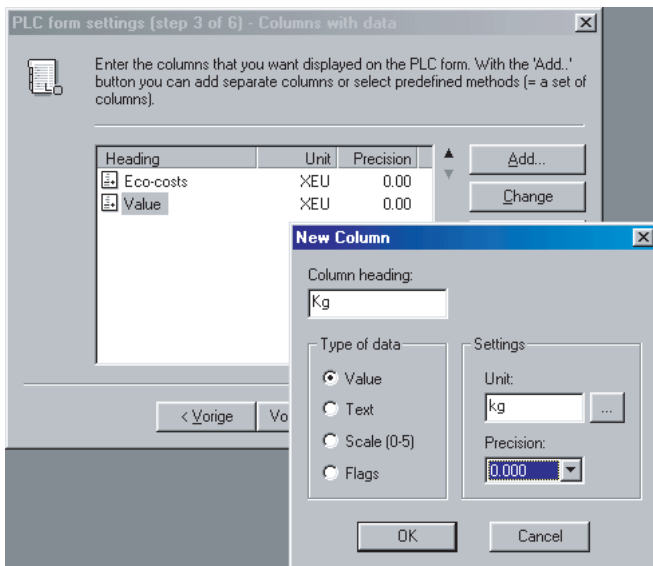 PLC form settings (step 3 of 6) - Columns with data
Enter the columns that you want displayed on the PLC form. With the 'Add..'
button you can add separate columns or select predefined methods (= a set of
columns).
Heading Unit Precision
Eco-costs XEU 0.00
Value XEU 0.00
Add...
Change
< Vorige Vo
New Column
Column heading:
Kg
Type of data
Value
Text
Scale (0-5)
Flags
Settings
Unit:
kg ...
Precision:
0.000
OK Cancel